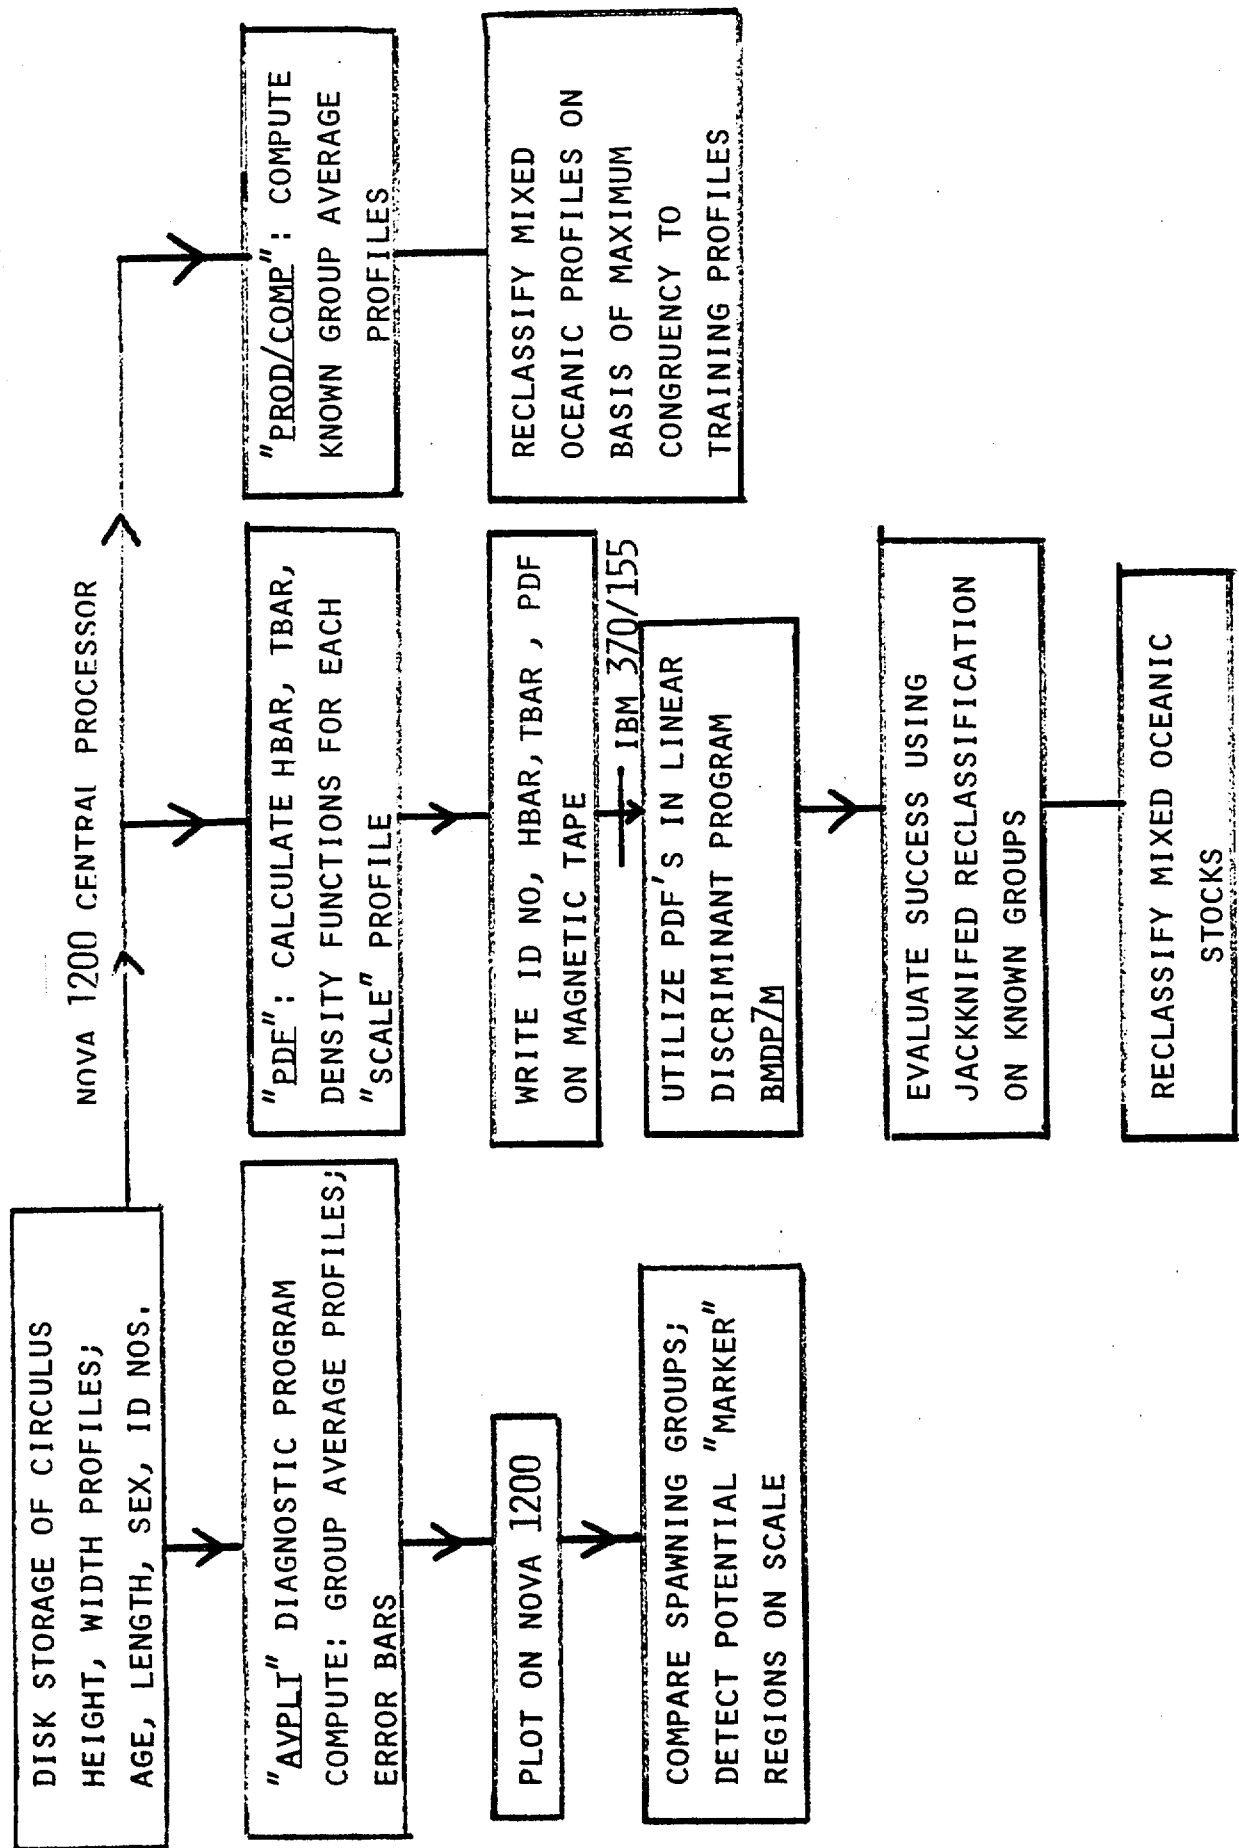 DISK STORAGE OF CIRCULUS
HEIGHT, WIDTH PROFILES;
AGE, LENGTH, SEX, ID NOS.
NOVA 1200 CENTRAL PROCESSOR
"AVPLT" DIAGNOSTIC PROGRAM
COMPUTE: GROUP AVERAGE PROFILES;
ERROR BARS
PLOT ON NOVA 1200
COMPARE SPAWNING GROUPS;
DETECT POTENTIAL "MARKER"
REGIONS ON SCALE
"PDF": CALCULATE HBAR, TBAR,
DENSITY FUNCTIONS FOR EACH
"SCALE" PROFILE
WRITE ID NO, HBAR, TBAR, PDF
ON MAGNETIC TAPE
IBM 370/155
UTILIZE PDF'S IN LINEAR
DISCRIMINANT PROGRAM
BMDP7M
EVALUATE SUCCESS USING
JACKKNIFED RECLASSIFICATION
ON KNOWN GROUPS
RECLASSIFY MIXED OCEANIC
STOCKS
"PROD/COMP": COMPUTE
KNOWN GROUP AVERAGE
PROFILES
RECLASSIFY MIXED
OCEANIC PROFILES ON
BASIS OF MAXIMUM
CONGRUENCY TO
TRAINING PROFILES